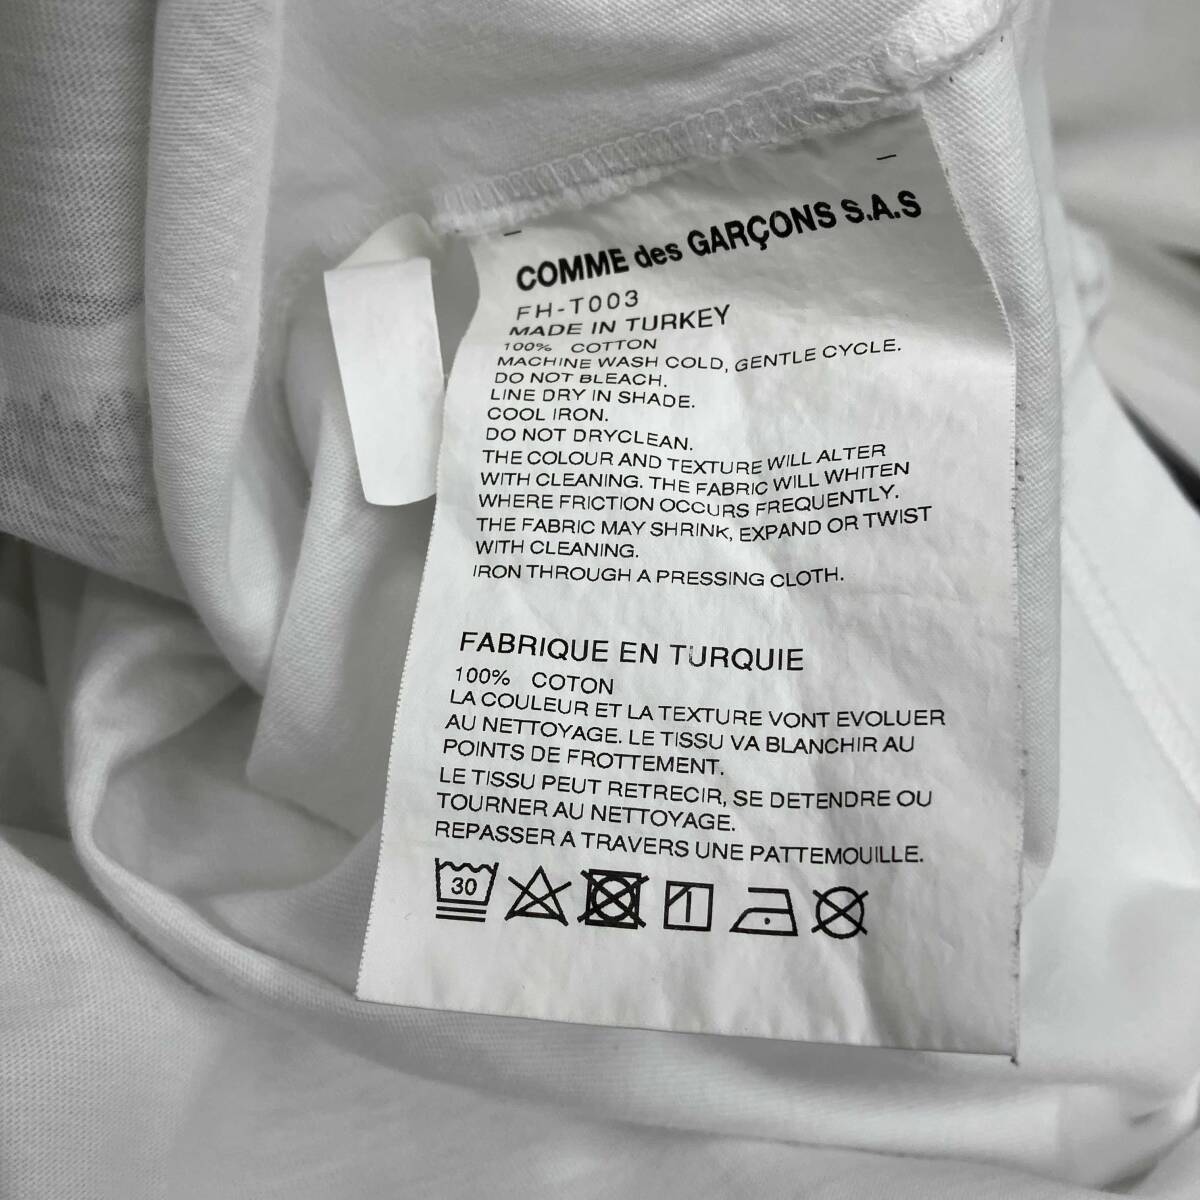 COMME des GARÇONS S.A.S
FH-T003
MADE IN TURKEY
100% COTTON
MACHINE WASH COLD, GENTLE CYCLE.
DO NOT BLEACH.
LINE DRY IN SHADE.
COOL IRON.
DO NOT DRYCLEAN.
THE COLOUR AND TEXTURE WILL ALTER
WITH CLEANING. THE FABRIC WILL WHITEN
WHERE FRICTION OCCURS FREQUENTLY.
THE FABRIC MAY SHRINK, EXPAND OR TWIST
WITH CLEANING.
IRON THROUGH A PRESSING CLOTH.
FABRIQUE EN TURQUIE
100% COTON
LA COULEUR ET LA TEXTURE VONT EVOLUER
AU NETTOYAGE. LE TISSU VA BLANCHIR AU
POINTS DE FROTTEMENT.
LE TISSU PEUT RETRECIR, SE DETENDRE OU
TOURNER AU NETTOYAGE.
REPASSER A TRAVERS UNE PATTEMOUILLE.
30